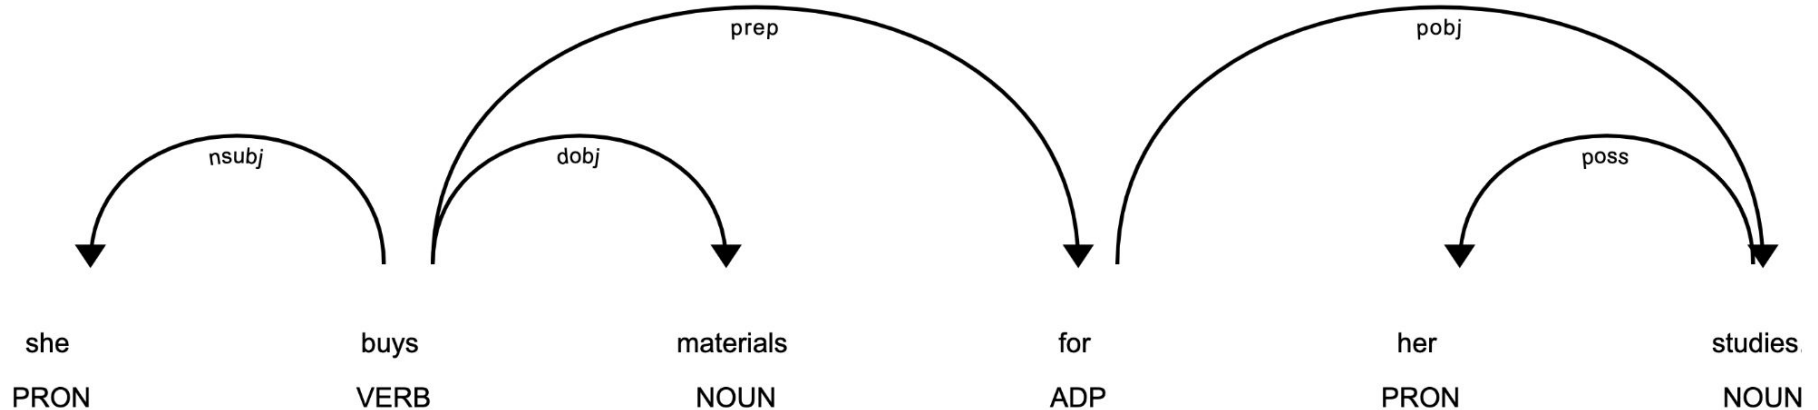 prep pobj
nsubj dobj poss
she buys materials for her studies.
PRON VERB NOUN ADP PRON NOUN